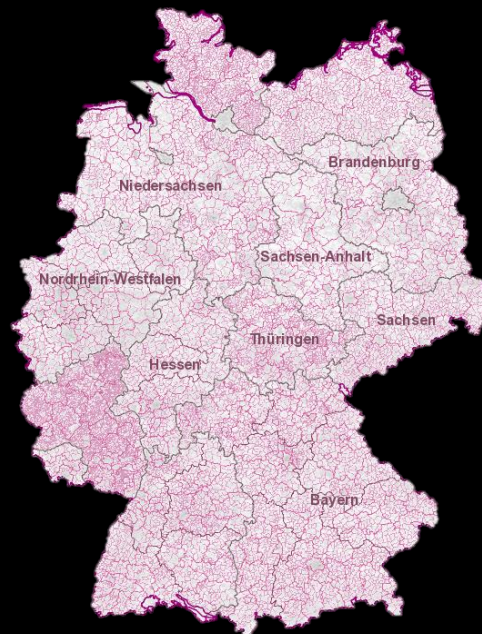 Brandenburg
Niedersachsen
Sachsen-Anhalt
Nordrhein-Westfalen
Sachsen
Thüringen
Hessen
Bayern